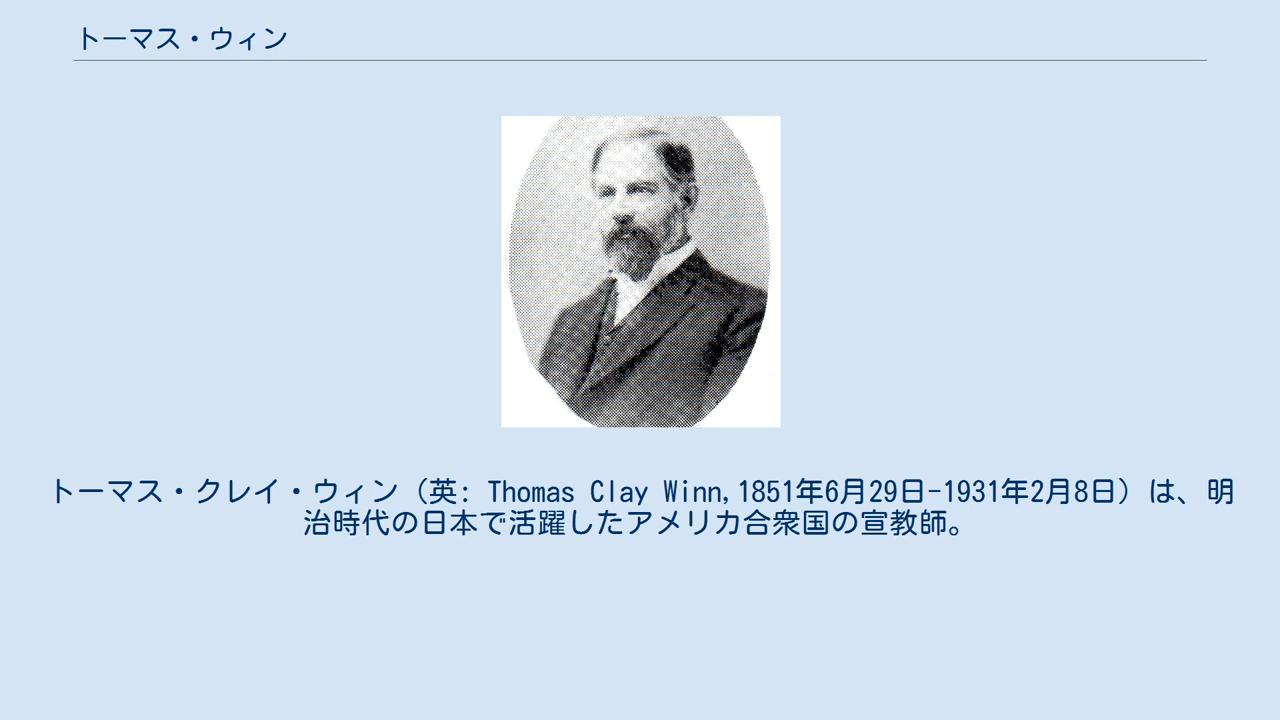 トーマス・ウィン
トーマス・クレイ・ウィン（英: Thomas Clay Winn,1851年6月29日-1931年2月8日）は、明
治時代の日本で活躍したアメリカ合衆国の宣教師。